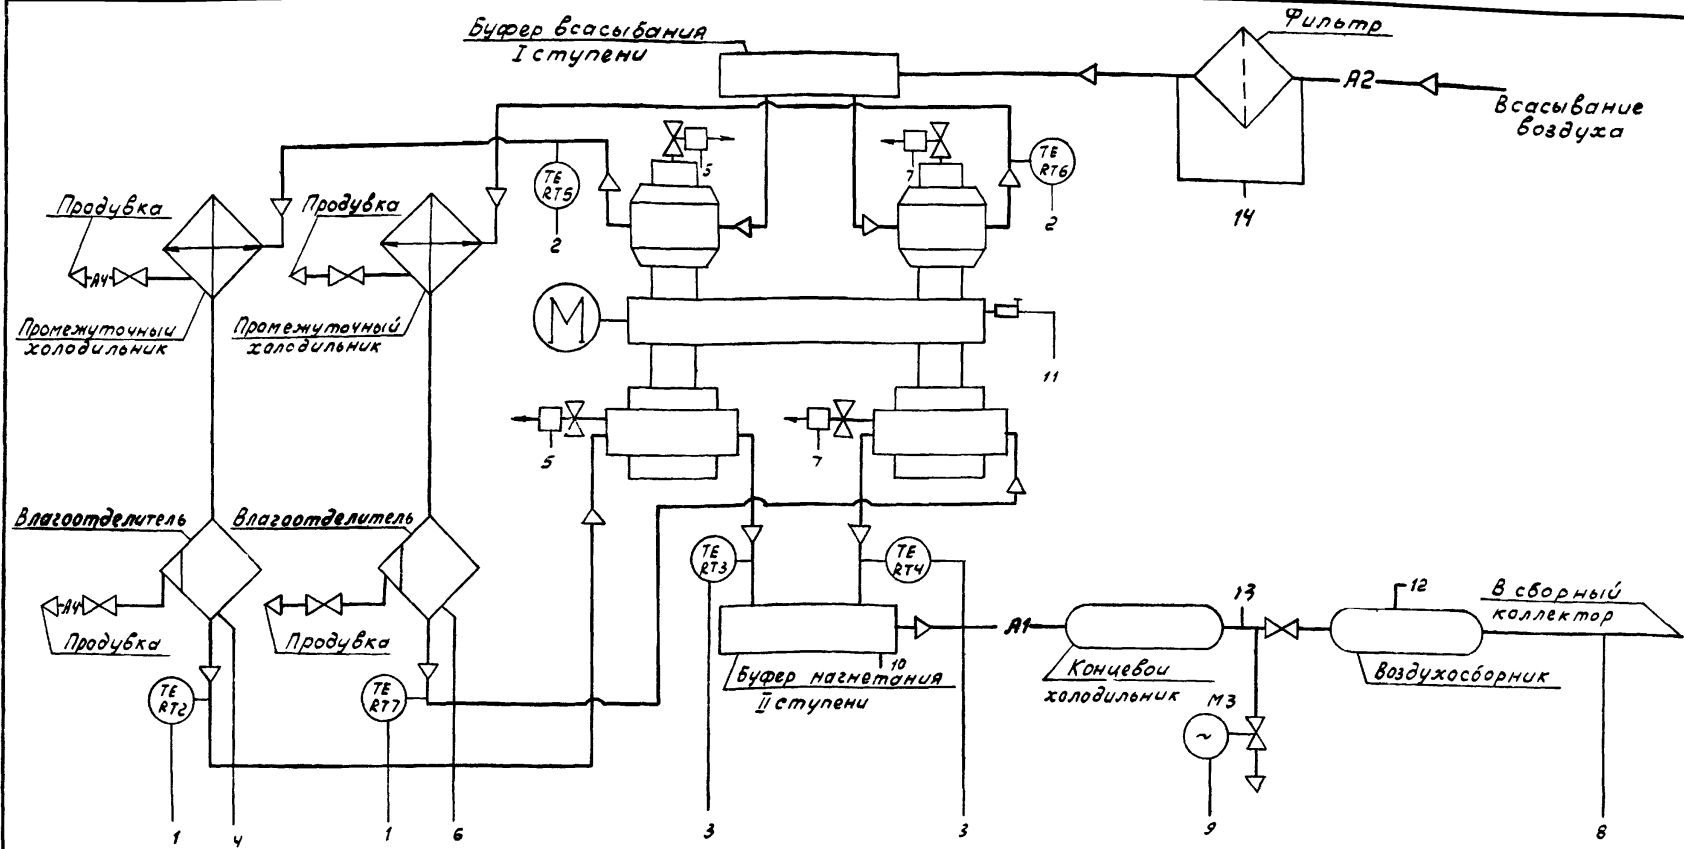 Буфер всасывания
I ступени
Фильтр
А2
Всасывание
воздуха
14
5
7
TE
RT5
2
TE
RT6
2
Продувка
А4
Продувка
Промежуточный
холодильник
Промежуточный
холодильник
М
11
5
7
Влагоотделитель
Влагоотделитель
А4
Продувка
Продувка
TE
RT3
TE
RT4
А1
10
Буфер нагнетания
II ступени
13
12
В сборный
коллектор
Концевой
холодильник
Воздухосборник
М3
~
TE
RT2
TE
RT7
1
4
1
6
3
3
9
8